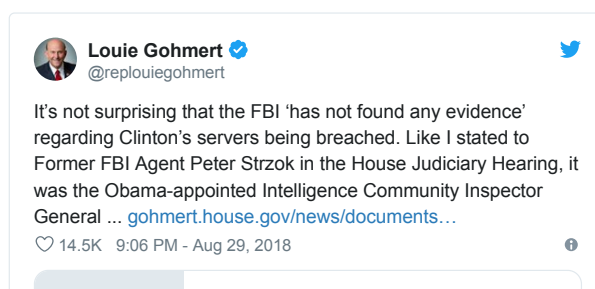 Louie Gohmert
@replouiegohmert
It’s not surprising that the FBI ‘has not found any evidence’
regarding Clinton’s servers being breached. Like I stated to
Former FBI Agent Peter Strzok in the House Judiciary Hearing, it
was the Obama-appointed Intelligence Community Inspector
General ... gohmert.house.gov/news/documents…
14.5K 9:06 PM - Aug 29, 2018